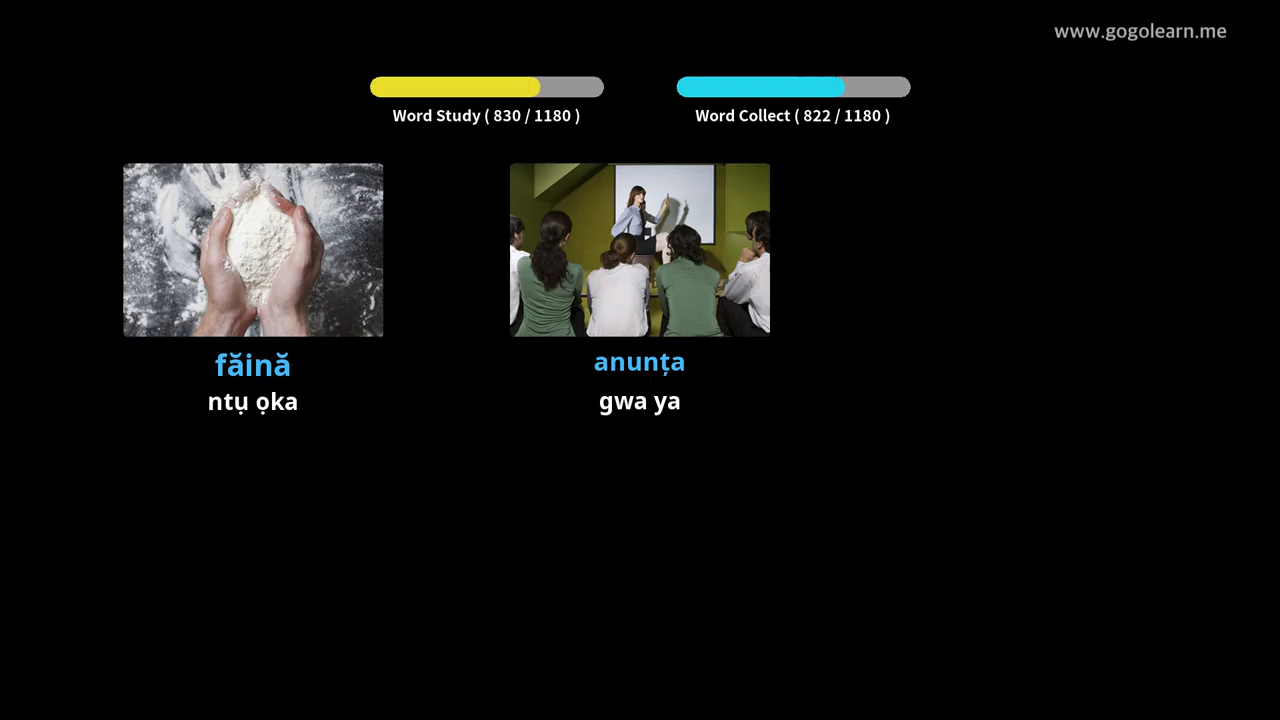 www.gogolearn.me
Word Study ( 830 / 1180 )
Word Collect ( 822 / 1180 )
făină
ntụ ọka
anunța
gwa ya